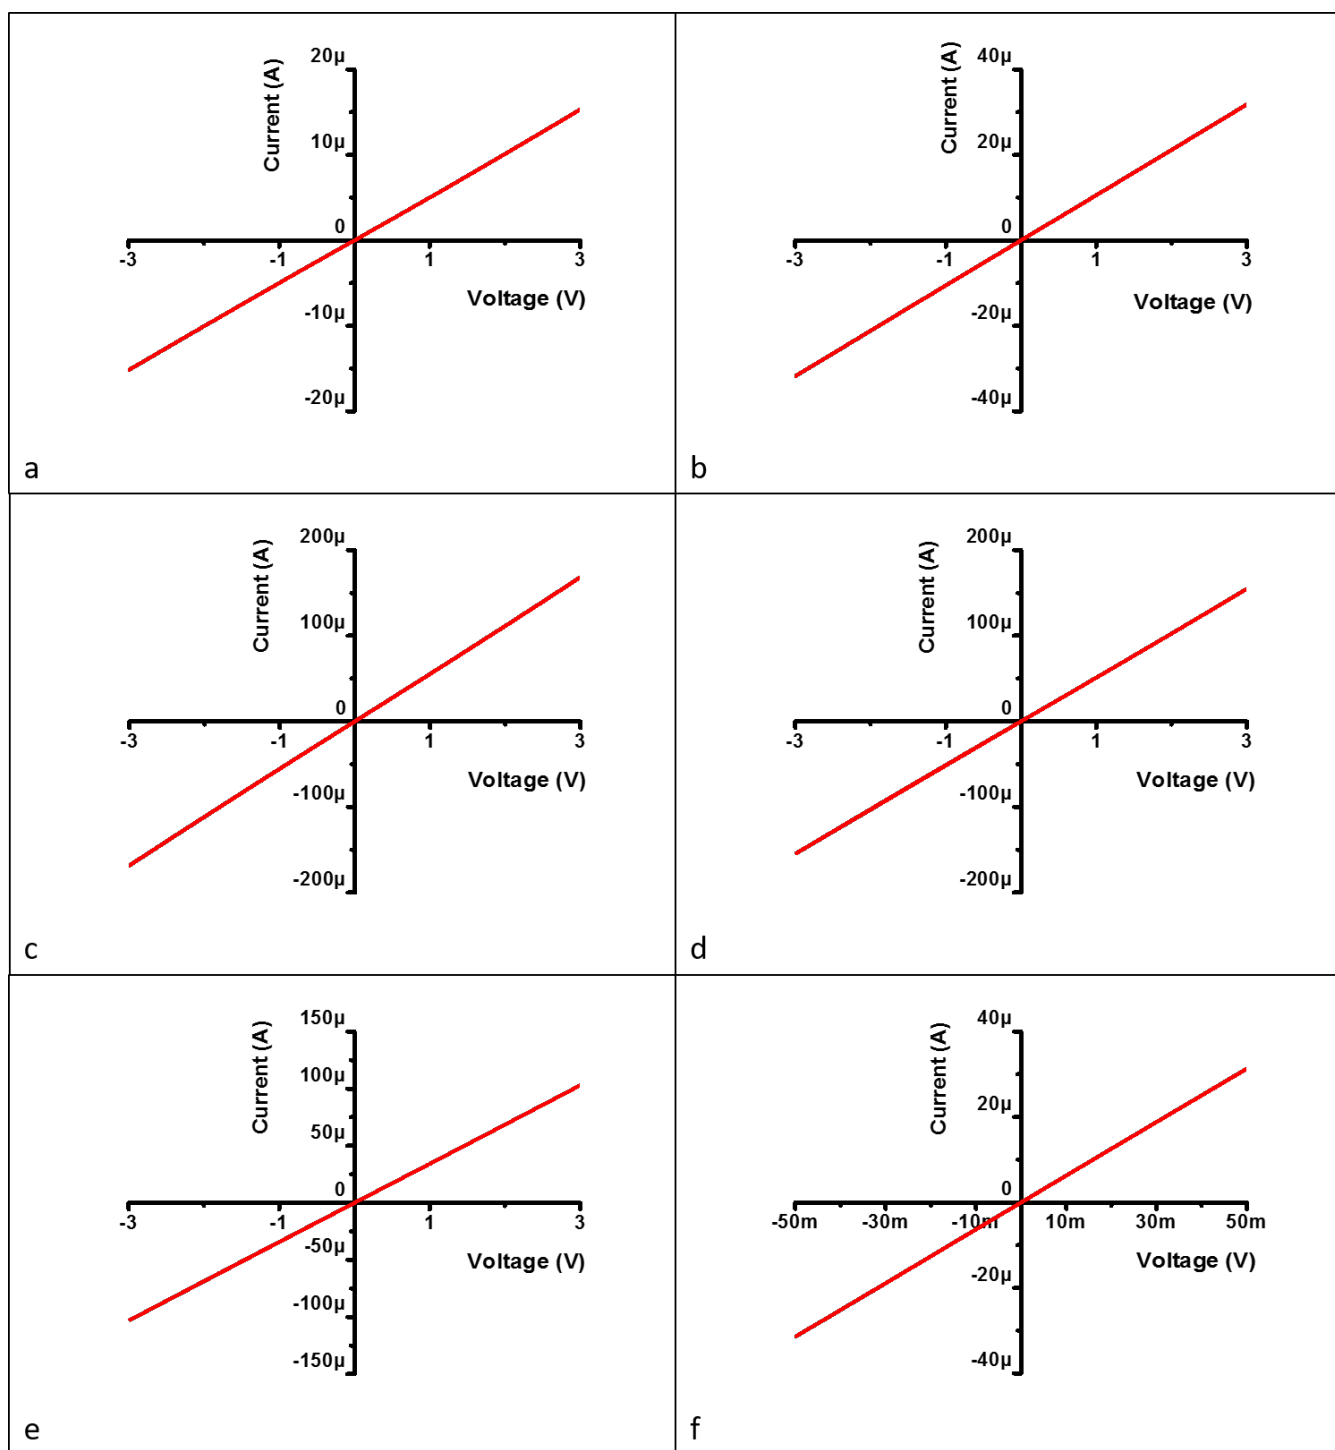 20µ
Current (A)
10µ
0
-3
-1
1
3
Voltage (V)
-10µ
-20µ
a
40µ
Current (A)
20µ
0
-3
-1
1
3
Voltage (V)
-20µ
-40µ
b
200µ
Current (A)
100µ
0
-3
-1
1
3
Voltage (V)
-100µ
-200µ
c
200µ
Current (A)
100µ
0
-3
-1
1
3
Voltage (V)
-100µ
-200µ
d
150µ
Current (A)
100µ
50µ
0
-3
-1
1
3
-50µ
Voltage (V)
-100µ
-150µ
e
40µ
Current (A)
20µ
0
-50m
-30m
-10m
10m
30m
50m
Voltage (V)
-20µ
-40µ
f